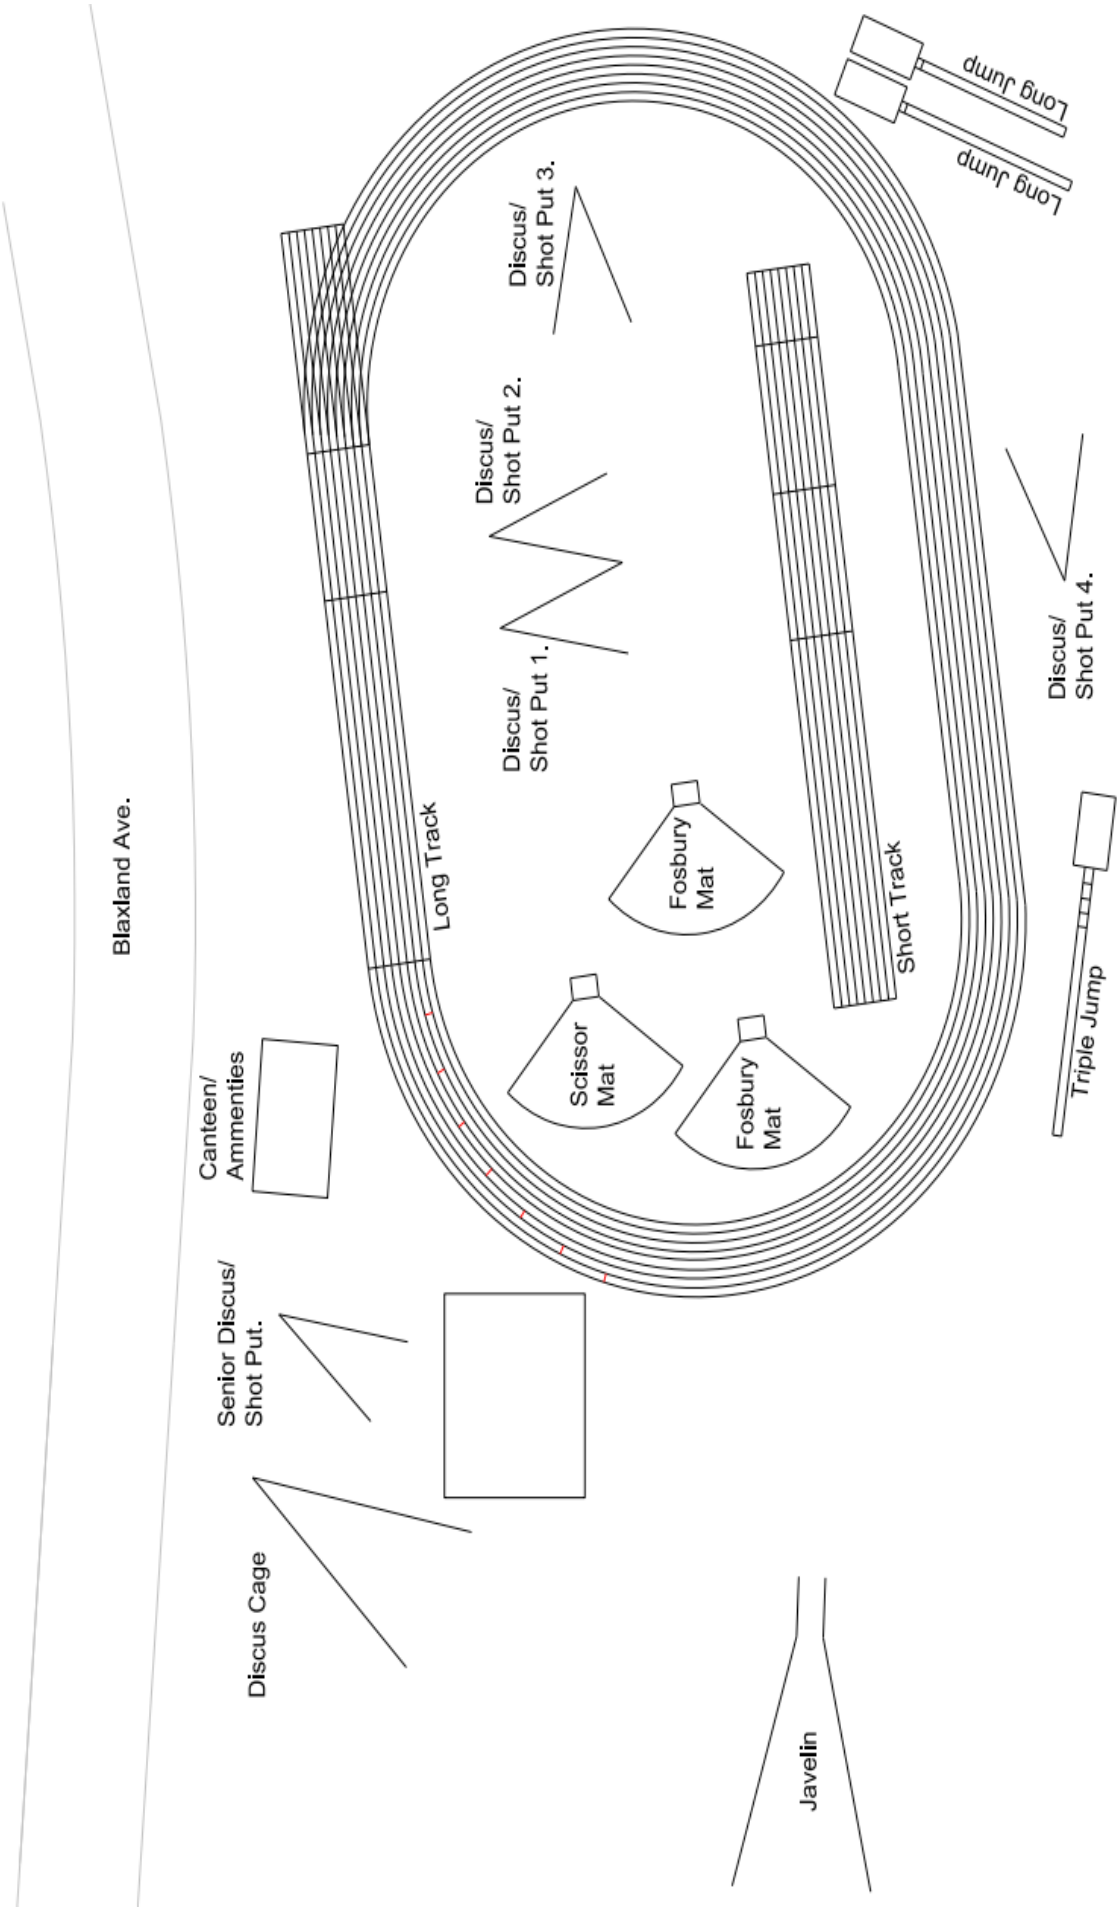 Long Jump
Long Jump
Discus/
Shot Put 3.
Discus/
Shot Put 2.
Discus/
Shot Put 1.
Discus/
Shot Put 4.
Blaxland Ave.
Long Track
Fosbury
Mat
Short Track
Scissor
Mat
Fosbury
Mat
Triple Jump
Canteen/
Ammenties
Senior Discus/
Shot Put.
Discus Cage
Javelin